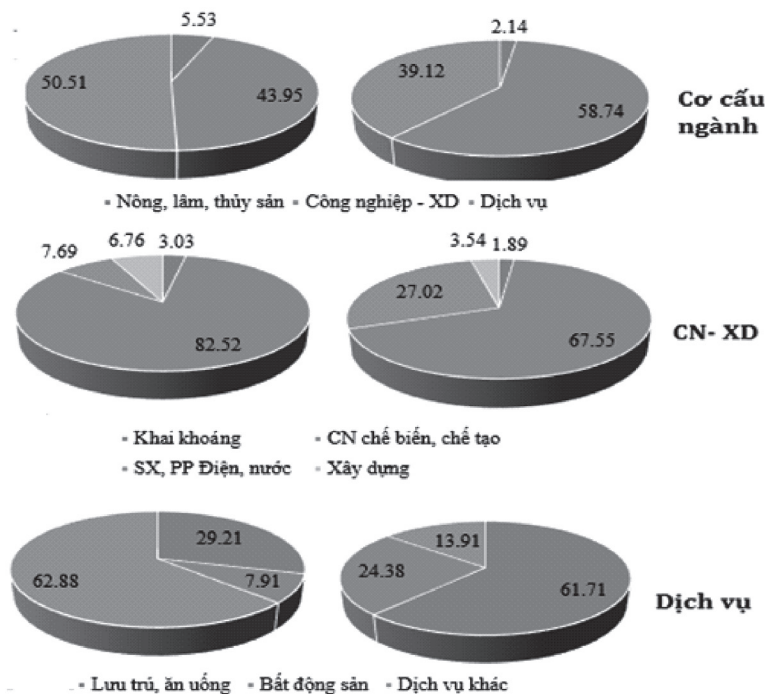 5.53
50.51
43.95
2.14
39.12
58.74
Cơ cấu
ngành
Nông, lâm, thủy sản Công nghiệp - XD Dịch vụ
7.69
6.76
3.03
82.52
3.54
1.89
27.02
67.55
CN- XD
Khai khoáng CN chế biến, chế tạo
SX, PP Điện, nước Xây dựng
29.21
62.88
7.91
13.91
24.38
61.71
Dịch vụ
Lưu trú, ăn uống Bất động sản Dịch vụ khác